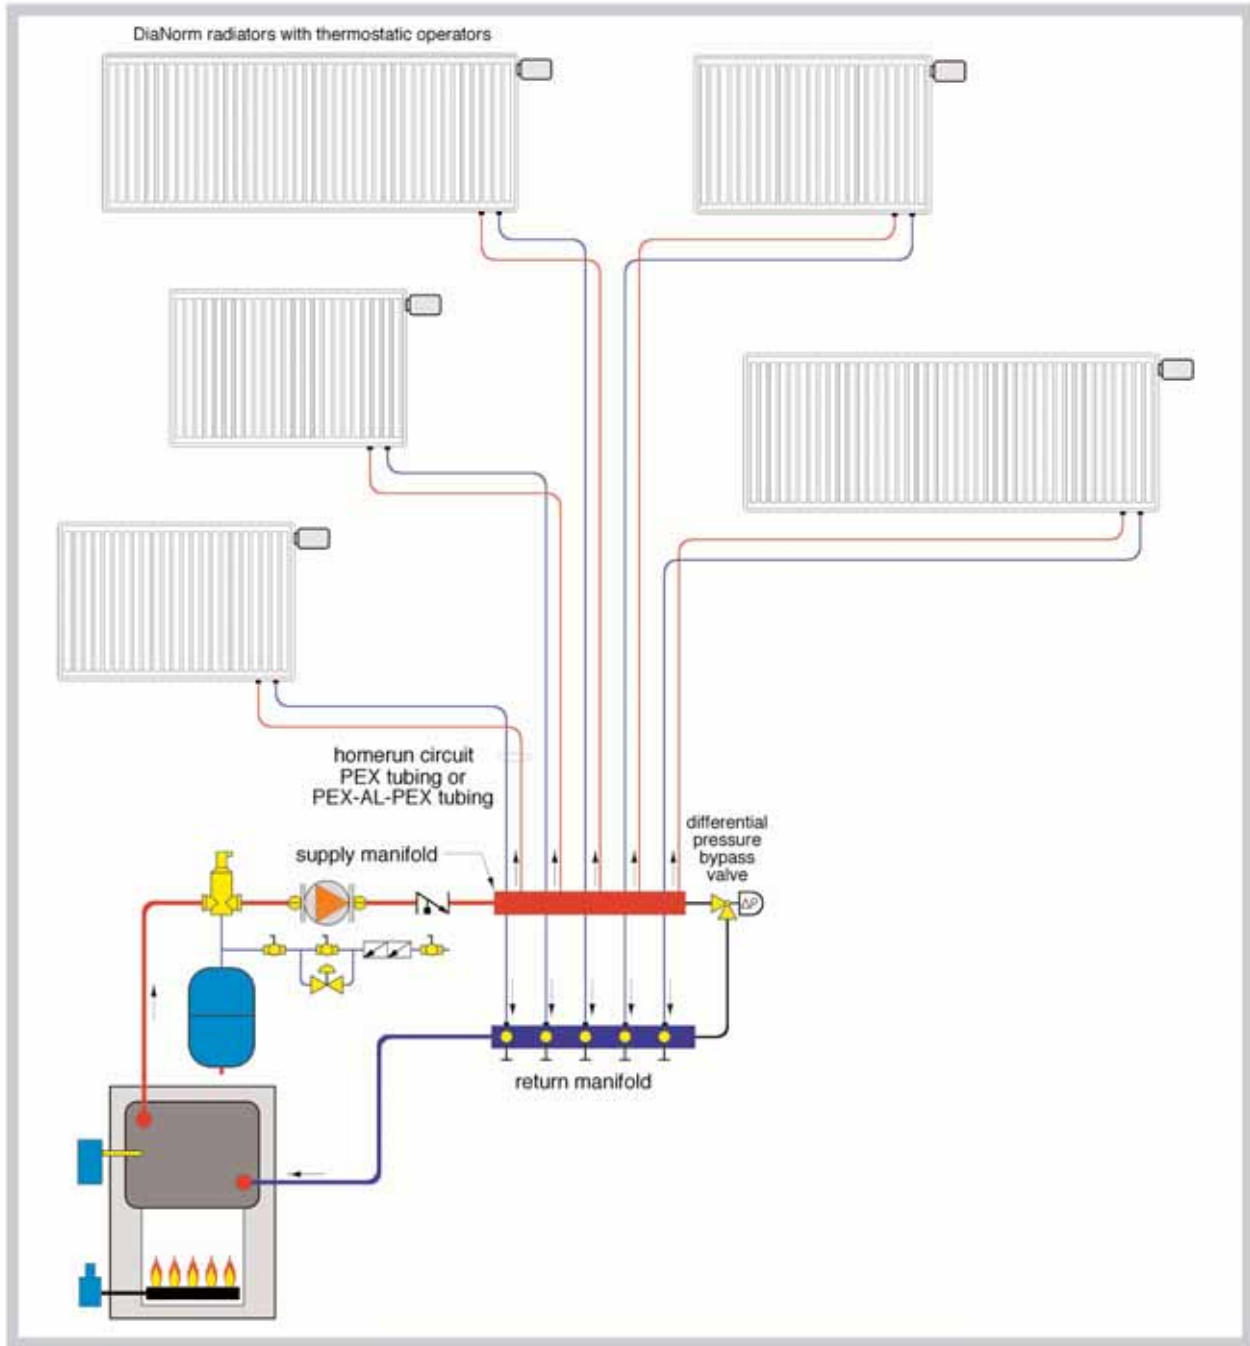 DiaNorm radiators with thermostatic operators
homerun circuit
PEX tubing or
PEX-AL-PEX tubing
differential
pressure
bypass
valve
supply manifold
ΔP
return manifold